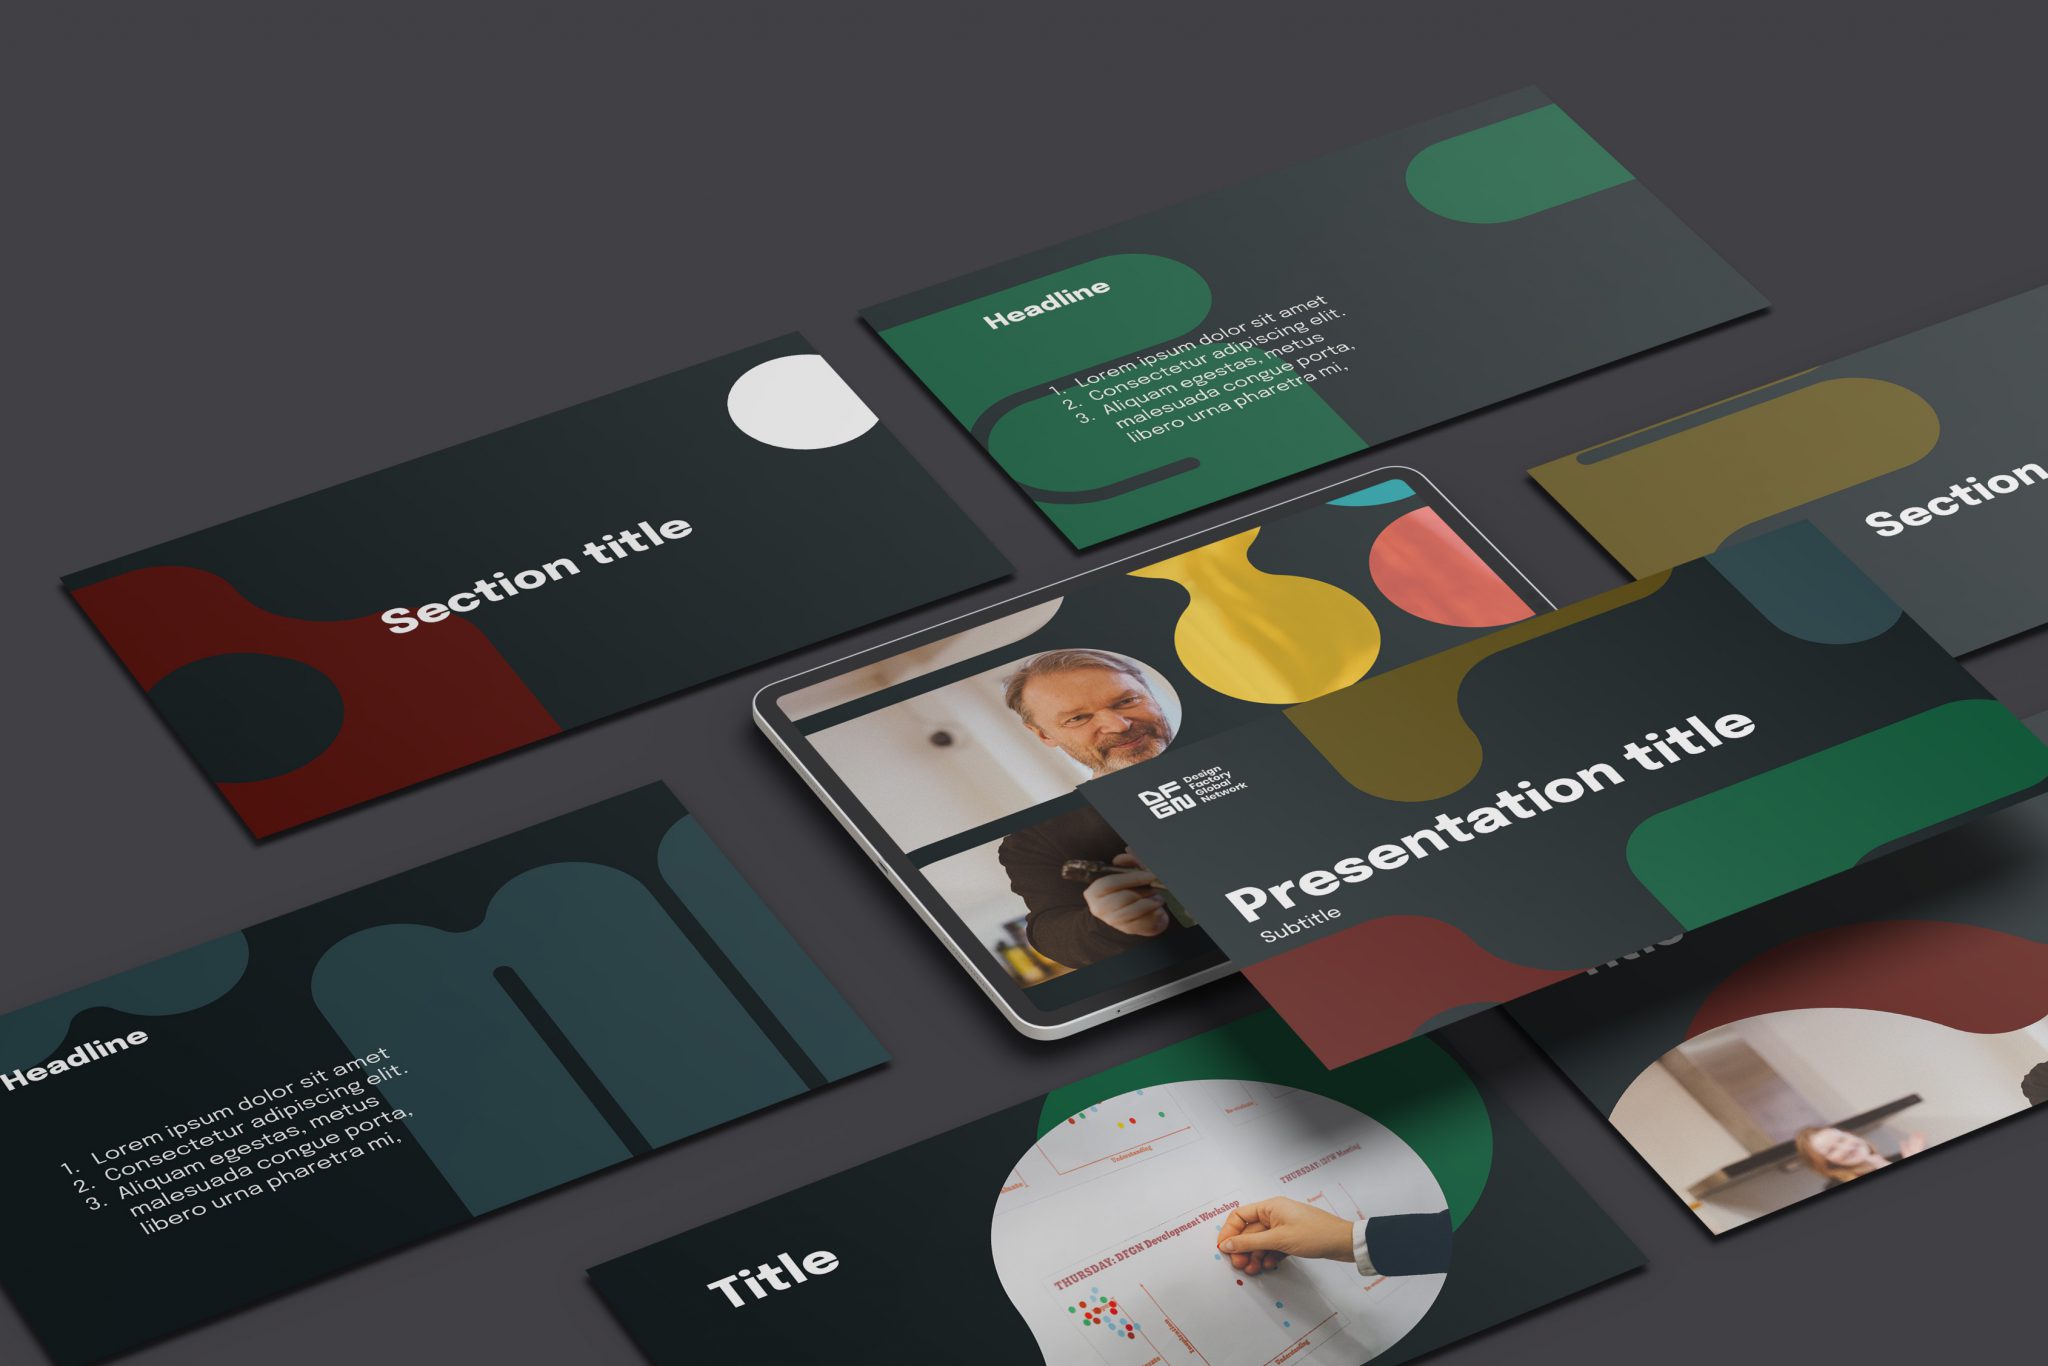 Headline
1. Lorem ipsum dolor sit amet
2. Consectetur adipiscing elit.
3. Aliquam egestas, metus
malesuada congue porta,
libero urna pharetra mi,
Section title
Section
DF
GN
Design
Factory
Global
Network
Presentation title
Subtitle
Headline
1. Lorem ipsum dolor sit amet
2. Consectetur adipiscing elit.
3. Aliquam egestas, metus
malesuada congue porta,
libero urna pharetra mi,
Title
Understanding
THURSDAY: DFGN Development Workshop
Understanding